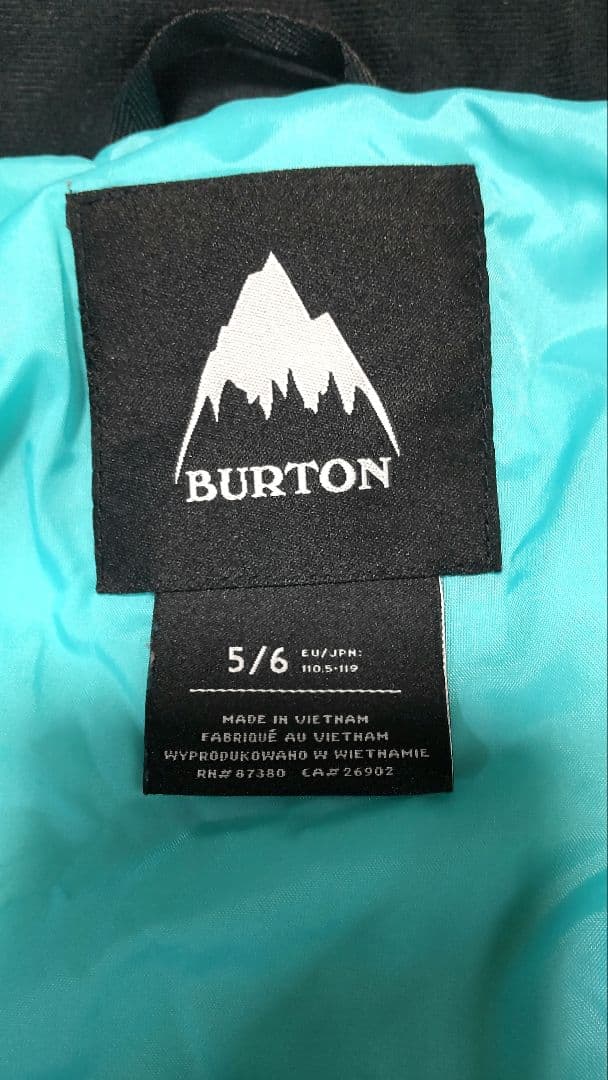 BURTON
5/6 EU/JPN:
110.5-119
MADE IN VIETNAM
FABRIQUÉ AU VIETNAM
WYPRODUKOWANO W WIETNAMIE
RN# 87380 CA# 26902